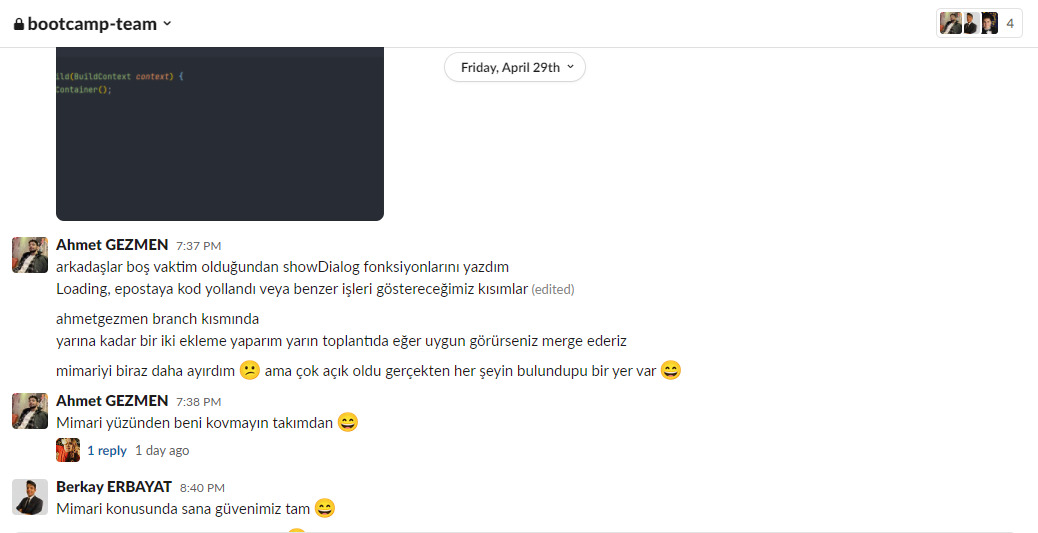 bootcamp-team
4
Friday, April 29th
ild(BuildContext context) {
Container();
Ahmet GEZMEN 7:37 PM
arkadaşlar boş vaktim olduğundan showDialog fonksiyonlarını yazdım
Loading, epostaya kod yollandı veya benzer işleri göstereceğimiz kısımlar (edited)
ahmetgezmen branch kısmında
yarına kadar bir iki ekleme yaparım yarın toplantıda eğer uygun görürseniz merge ederiz
mimariyi biraz daha ayırdım 😕 ama çok açık oldu gerçekten her şeyin bulundupu bir yer var 😄
Ahmet GEZMEN 7:38 PM
Mimari yüzünden beni kovmayın takımdan 😄
1 reply 1 day ago
Berkay ERBAYAT 8:40 PM
Mimari konusunda sana güvenimiz tam 😄